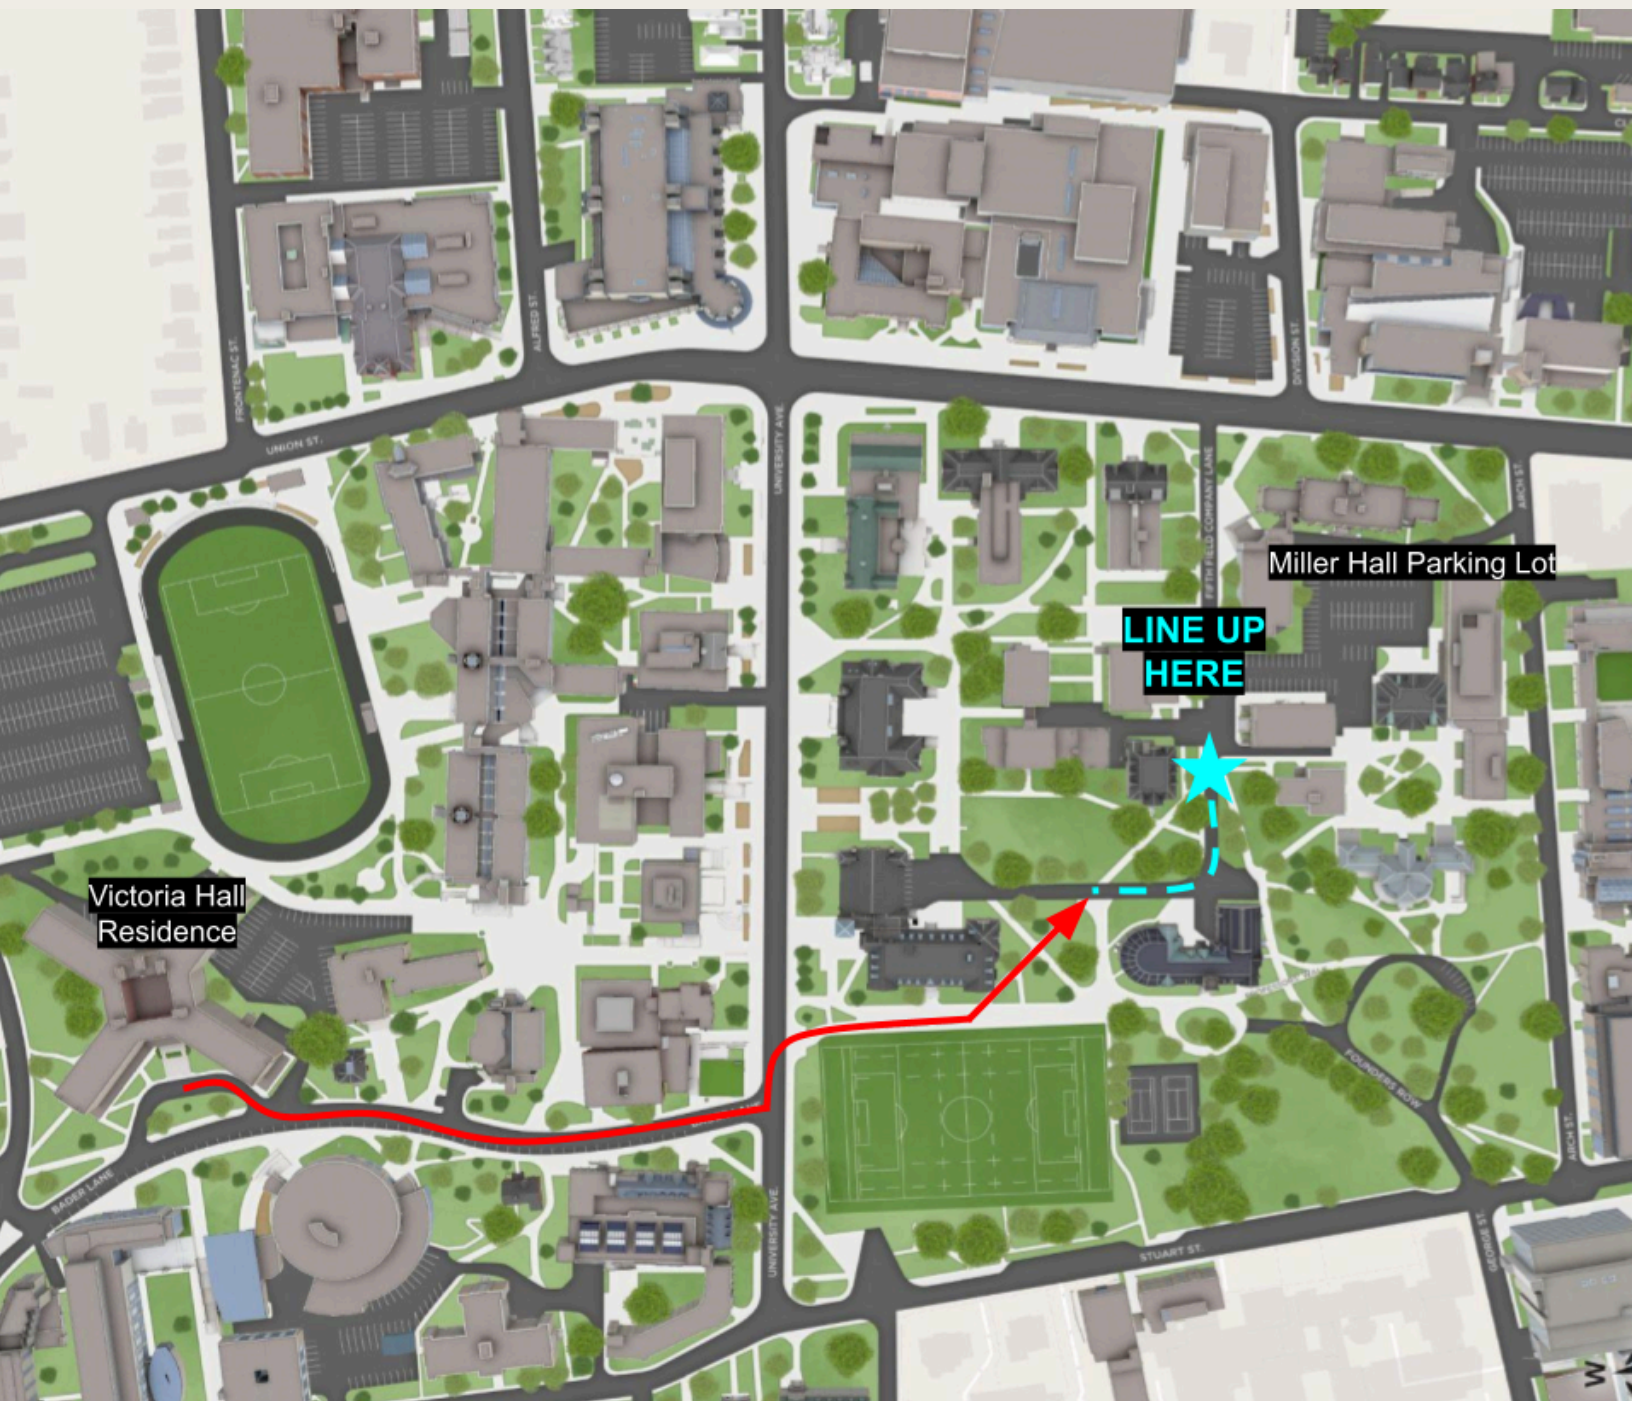 FRONTENAC ST.
ALFRED ST.
UNION ST.
UNIVERSITY AVE.
DIVISION ST.
FIFTH FIELD COMPANY LANE
ARCH ST.
Miller Hall Parking Lot
LINE UP
HERE
Victoria Hall
Residence
FOUNDERS ROW
BADER LANE
UNIVERSITY AVE.
STUART ST.
GEORGE ST.
ARCH ST.
W